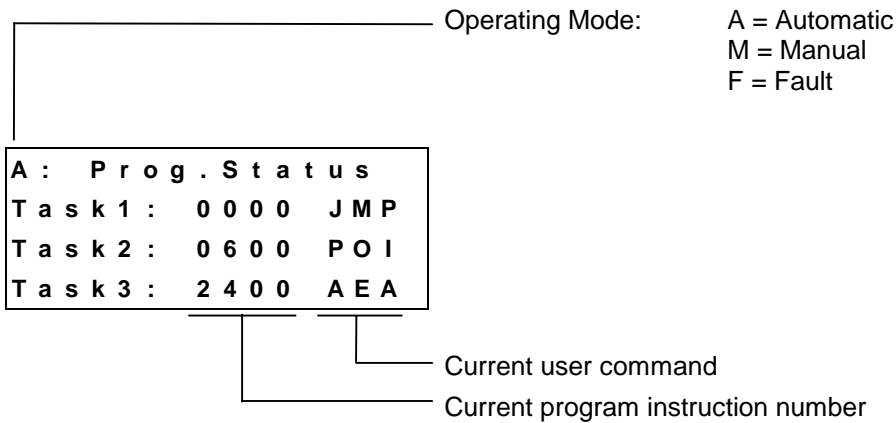 Operating Mode: A = Automatic
M = Manual
F = Fault
A: Prog.Status
Task1: 0000 JMP
Task2: 0600 POI
Task3: 2400 AEA
Current user command
Current program instruction number